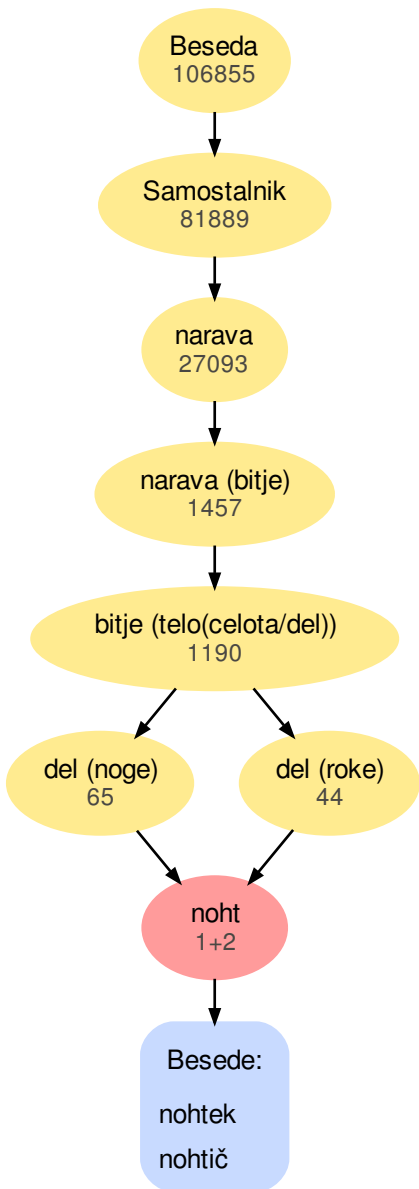 Beseda
106855
Samostalnik
81889
narava
27093
narava (bitje)
1457
bitje (telo(celota/del))
1190
del (noge)
65
del (roke)
44
noht
1+2
Besede:
nohtek
nohtič